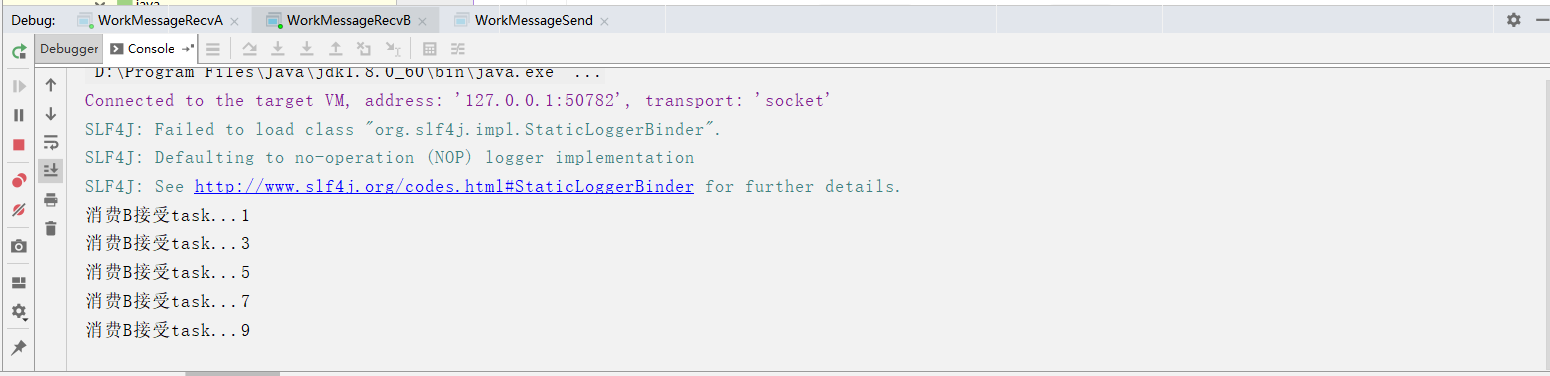 java
Debug: WorkMessageRecvA WorkMessageRecvB WorkMessageSend
Debugger Console
D:\Program Files\Java\jdk1.8.0_60\bin\java.exe ...
Connected to the target VM, address: '127.0.0.1:50782', transport: 'socket'
SLF4J: Failed to load class "org.slf4j.impl.StaticLoggerBinder".
SLF4J: Defaulting to no-operation (NOP) logger implementation
SLF4J: See http://www.slf4j.org/codes.html#StaticLoggerBinder for further details.
消费B接受task...1
消费B接受task...3
消费B接受task...5
消费B接受task...7
消费B接受task...9